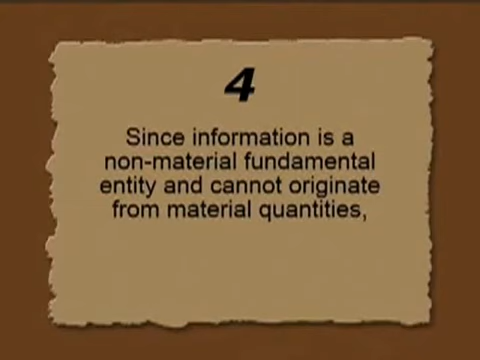 4
Since information is a
non-material fundamental
entity and cannot originate
from material quantities,